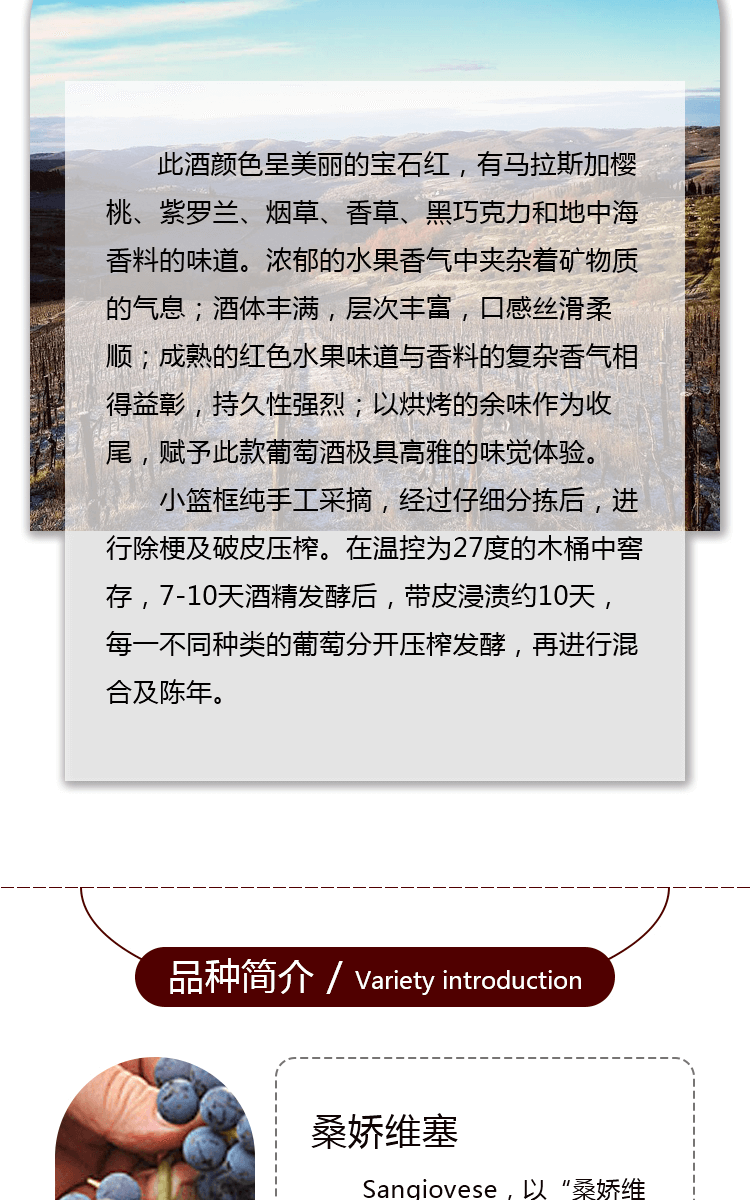 此酒颜色呈美丽的宝石红，有马拉斯加樱
桃、紫罗兰、烟草、香草、黑巧克力和地中海
香料的味道。浓郁的水果香气中夹杂着矿物质
的气息；酒体丰满，层次丰富，口感丝滑柔
顺；成熟的红色水果味道与香料的复杂香气相
得益彰，持久性强烈；以烘烤的余味作为收
尾，赋予此款葡萄酒极具高雅的味觉体验。
小篮框纯手工采摘，经过仔细分拣后，进
行除梗及破皮压榨。在温控为27度的木桶中窖
存，7-10天酒精发酵后，带皮浸渍约10天，
每一不同种类的葡萄分开压榨发酵，再进行混
合及陈年。
品种简介 / Variety introduction
桑娇维塞
Sangiovese，以“桑娇维